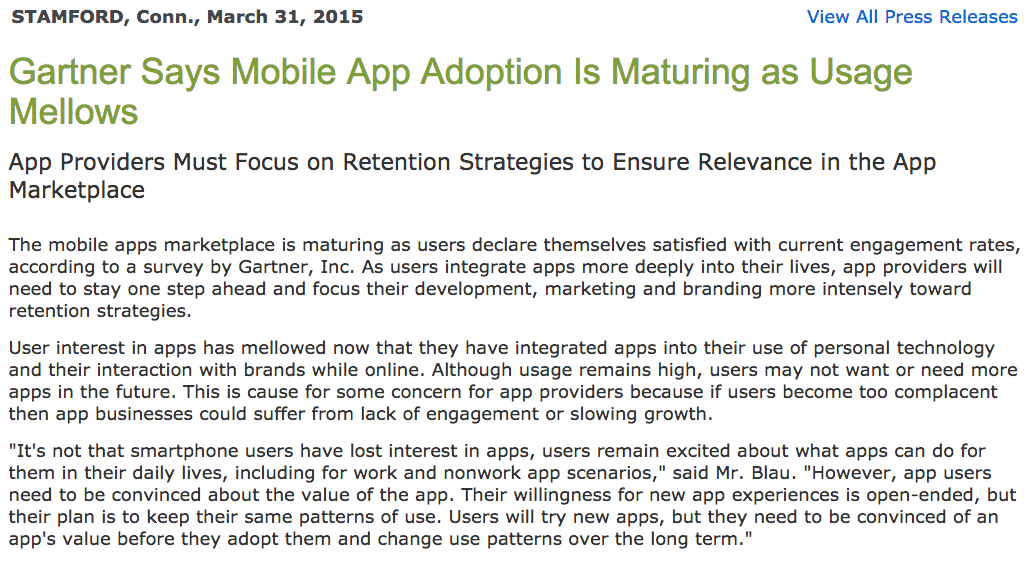 STAMFORD, Conn., March 31, 2015
View All Press Releases
Gartner Says Mobile App Adoption Is Maturing as Usage
Mellows
App Providers Must Focus on Retention Strategies to Ensure Relevance in the App
Marketplace
The mobile apps marketplace is maturing as users declare themselves satisfied with current engagement rates,
according to a survey by Gartner, Inc. As users integrate apps more deeply into their lives, app providers will
need to stay one step ahead and focus their development, marketing and branding more intensely toward
retention strategies.
User interest in apps has mellowed now that they have integrated apps into their use of personal technology
and their interaction with brands while online. Although usage remains high, users may not want or need more
apps in the future. This is cause for some concern for app providers because if users become too complacent
then app businesses could suffer from lack of engagement or slowing growth.
"It's not that smartphone users have lost interest in apps, users remain excited about what apps can do for
them in their daily lives, including for work and nonwork app scenarios," said Mr. Blau. "However, app users
need to be convinced about the value of the app. Their willingness for new app experiences is open-ended, but
their plan is to keep their same patterns of use. Users will try new apps, but they need to be convinced of an
app's value before they adopt them and change use patterns over the long term."